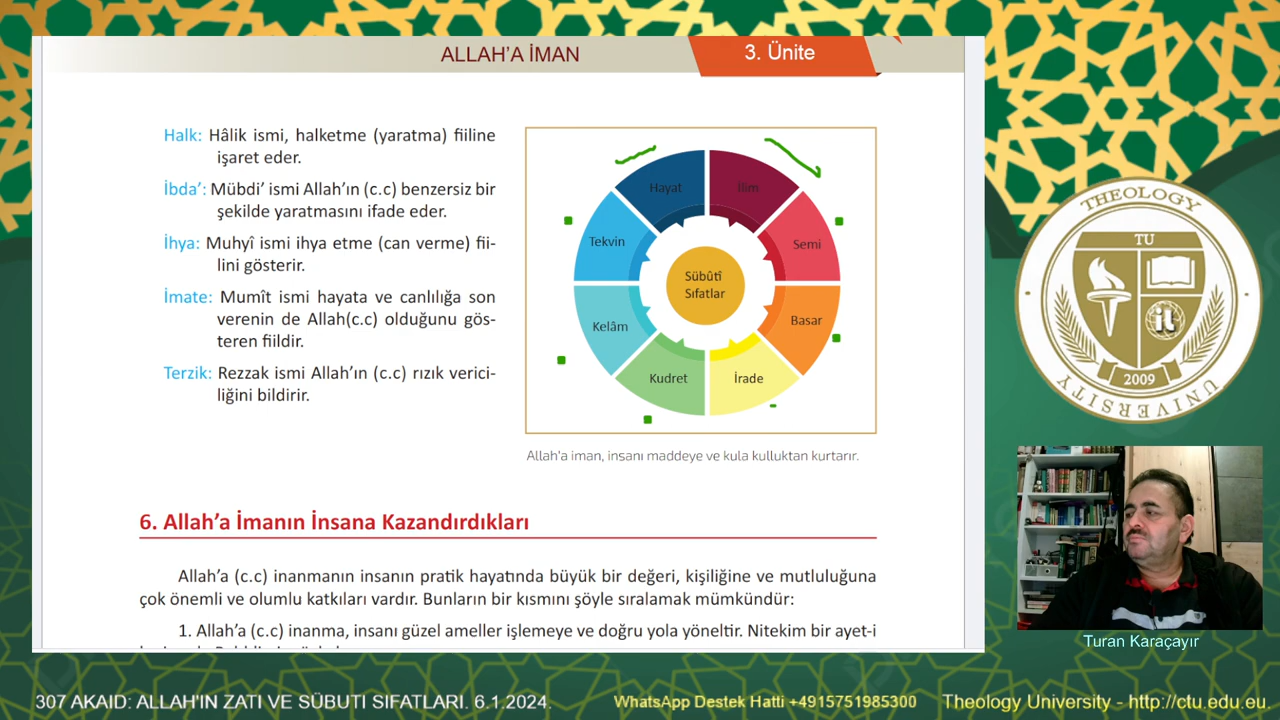 ALLAH'A İMAN
3. Ünite
Halk: Hâlik ismi, halketme (yaratma) fiiline
işaret eder.
İbda': Mübdi' ismi Allah'ın (c.c) benzersiz bir
şekilde yaratmasını ifade eder.
İhya: Muhyî ismi ihya etme (can verme) fii-
lini gösterir.
İmate: Mumît ismi hayata ve canlılığa son
verenin de Allah(c.c) olduğunu gös-
teren fiildir.
Terzik: Rezzak ismi Allah'ın (c.c) rızık verici-
liğini bildirir.
Hayat
İlim
Tekvin
Semi
Sübûtî
Sıfatlar
Kelâm
Basar
Kudret
İrade
Allah'a iman, insanı maddeye ve kula kulluktan kurtarır.
6. Allah'a İmanın İnsana Kazandırdıkları
Allah'a (c.c) inanmanın insanın pratik hayatında büyük bir değeri, kişiliğine ve mutluluğuna
çok önemli ve olumlu katkıları vardır. Bunların bir kısmını şöyle sıralamak mümkündür:
1. Allah'a (c.c) inanma, insanı güzel ameller işlemeye ve doğru yola yöneltir. Nitekim bir ayet-i
THEOLOGY
TU
2009
UNIVERSITY
Turan Karaçayır
307 AKAID: ALLAH'IN ZATI VE SÜBUTI SIFATLARI. 6.1.2024.
WhatsApp Destek Hatti +4915751985300
Theology University - http://ctu.edu.eu.